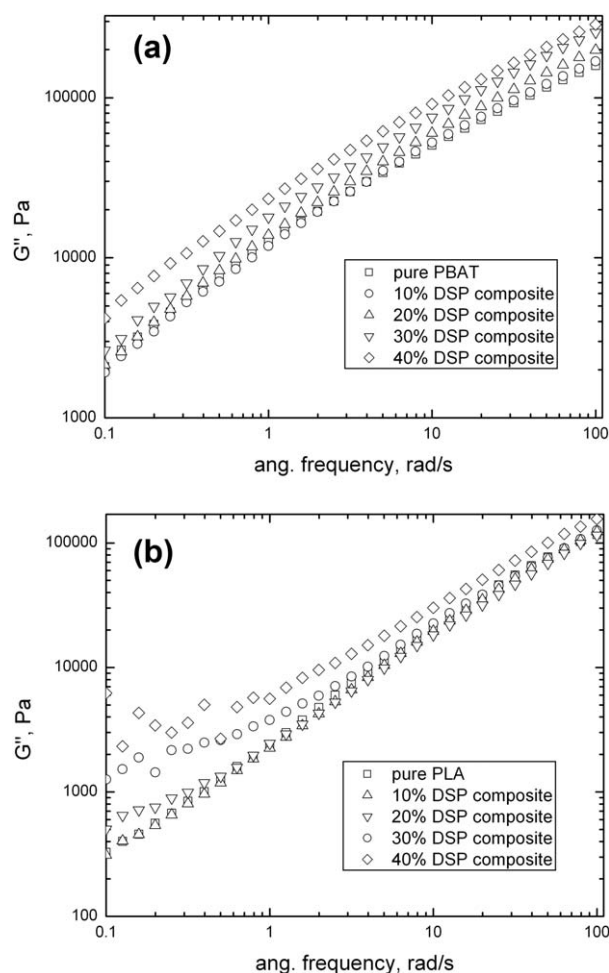 (a)
100000
10000
1000
G'', Pa
pure PBAT
10% DSP composite
20% DSP composite
30% DSP composite
40% DSP composite
0.1 1 10 100
ang. frequency, rad/s
(b)
100000
10000
1000
100
G'', Pa
pure PLA
10% DSP composite
20% DSP composite
30% DSP composite
40% DSP composite
0.1 1 10 100
ang. frequency, rad/s